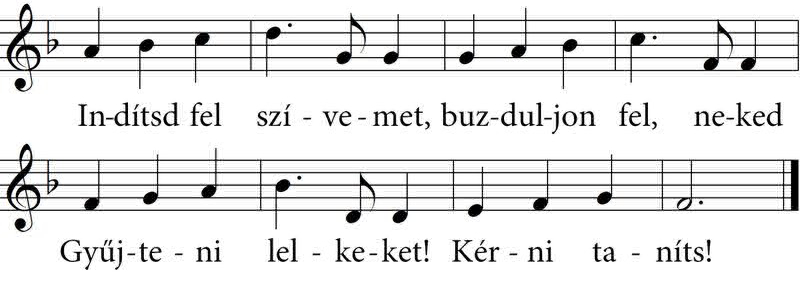 In-dítsd fel szí - ve - met, buz-dul-jon fel, ne-ked
Gyűj-te - ni lel - ke-ket! Kér - ni ta - níts!